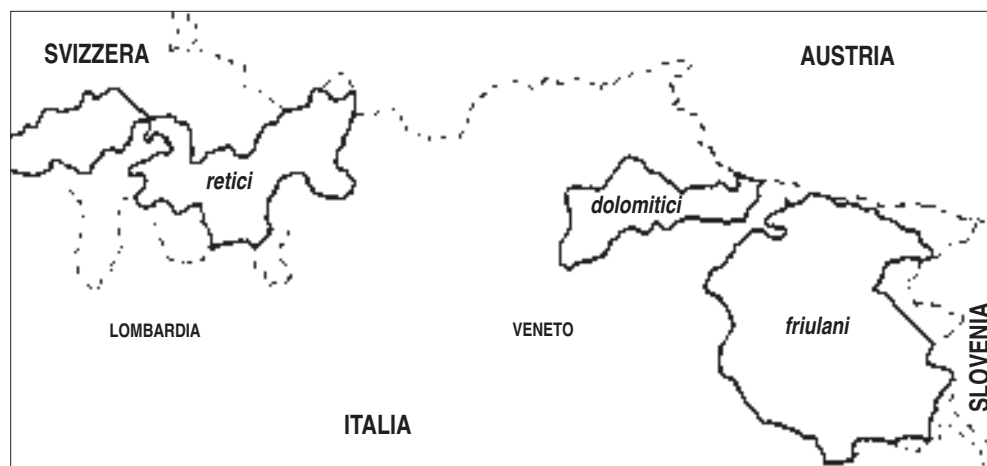 SVIZZERA
AUSTRIA
retici
dolomitici
friulani
LOMBARDIA
VENETO
SLOVENIA
ITALIA